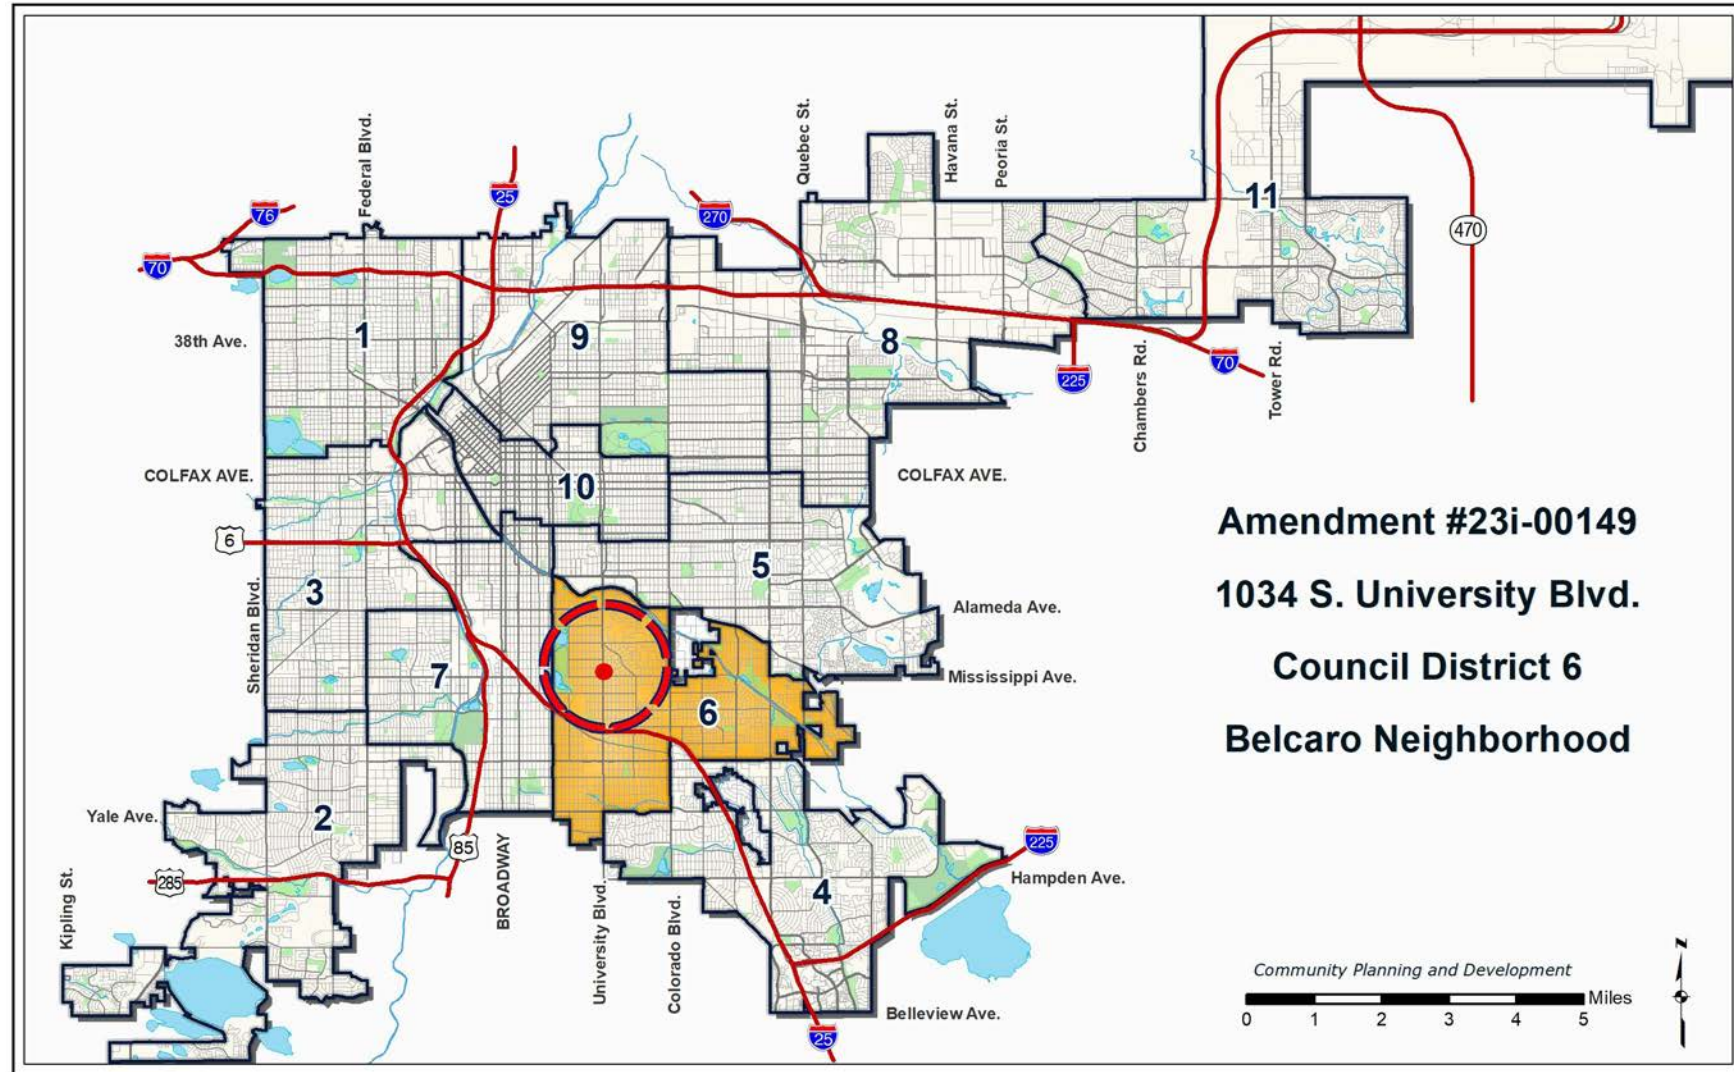 Federal Blvd.
Quebec St.
Havana St.
Peoria St.
25
76
270
11
70
470
38th Ave.
1
9
8
225
Chambers Rd.
70
Tower Rd.
COLFAX AVE.
10
COLFAX AVE.
6
3
5
Sheridan Blvd.
Alameda Ave.
7
Mississippi Ave.
6
Amendment #23i-00149
1034 S. University Blvd.
Council District 6
Belcaro Neighborhood
Yale Ave.
2
85
BROADWAY
225
285
4
Hampden Ave.
Kipling St.
University Blvd.
Colorado Blvd.
Belleview Ave.
25
Community Planning and Development
Miles
0 1 2 3 4 5
N